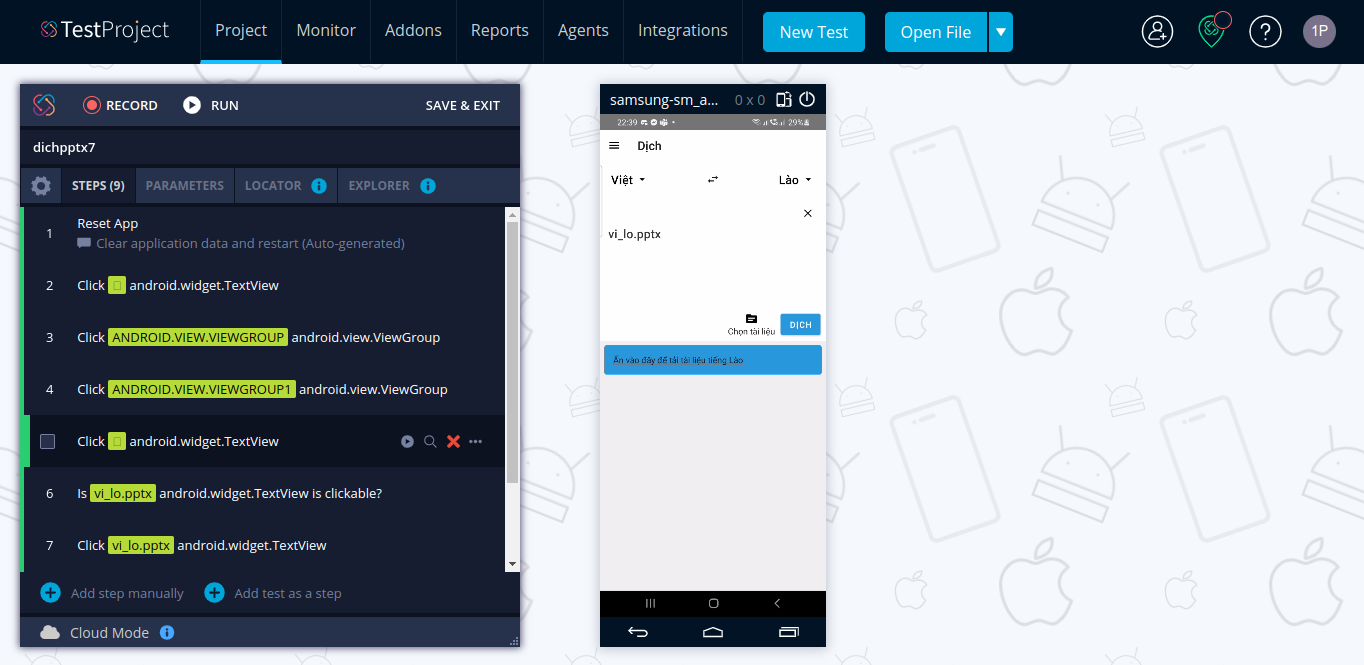 TestProject
Project Monitor Addons Reports Agents Integrations New Test Open File ? 1P
RECORD RUN SAVE & EXIT
dichpptx7
STEPS (9) PARAMETERS LOCATOR i EXPLORER i
1 Reset App
Clear application data and restart (Auto-generated)
2 Click android.widget.TextView
3 Click ANDROID.VIEW.VIEWGROUP android.view.ViewGroup
4 Click ANDROID.VIEW.VIEWGROUP1 android.view.ViewGroup
Click android.widget.TextView
6 Is vi_lo.pptx android.widget.TextView is clickable?
7 Click vi_lo.pptx android.widget.TextView
Add step manually Add test as a step
Cloud Mode i
samsung-sm_a... 0 x 0
22:39 29%
Dịch
Việt Lào
vi_lo.pptx
Chọn tài liệu DỊCH
Ấn vào đây để tải tài liệu tiếng Lào